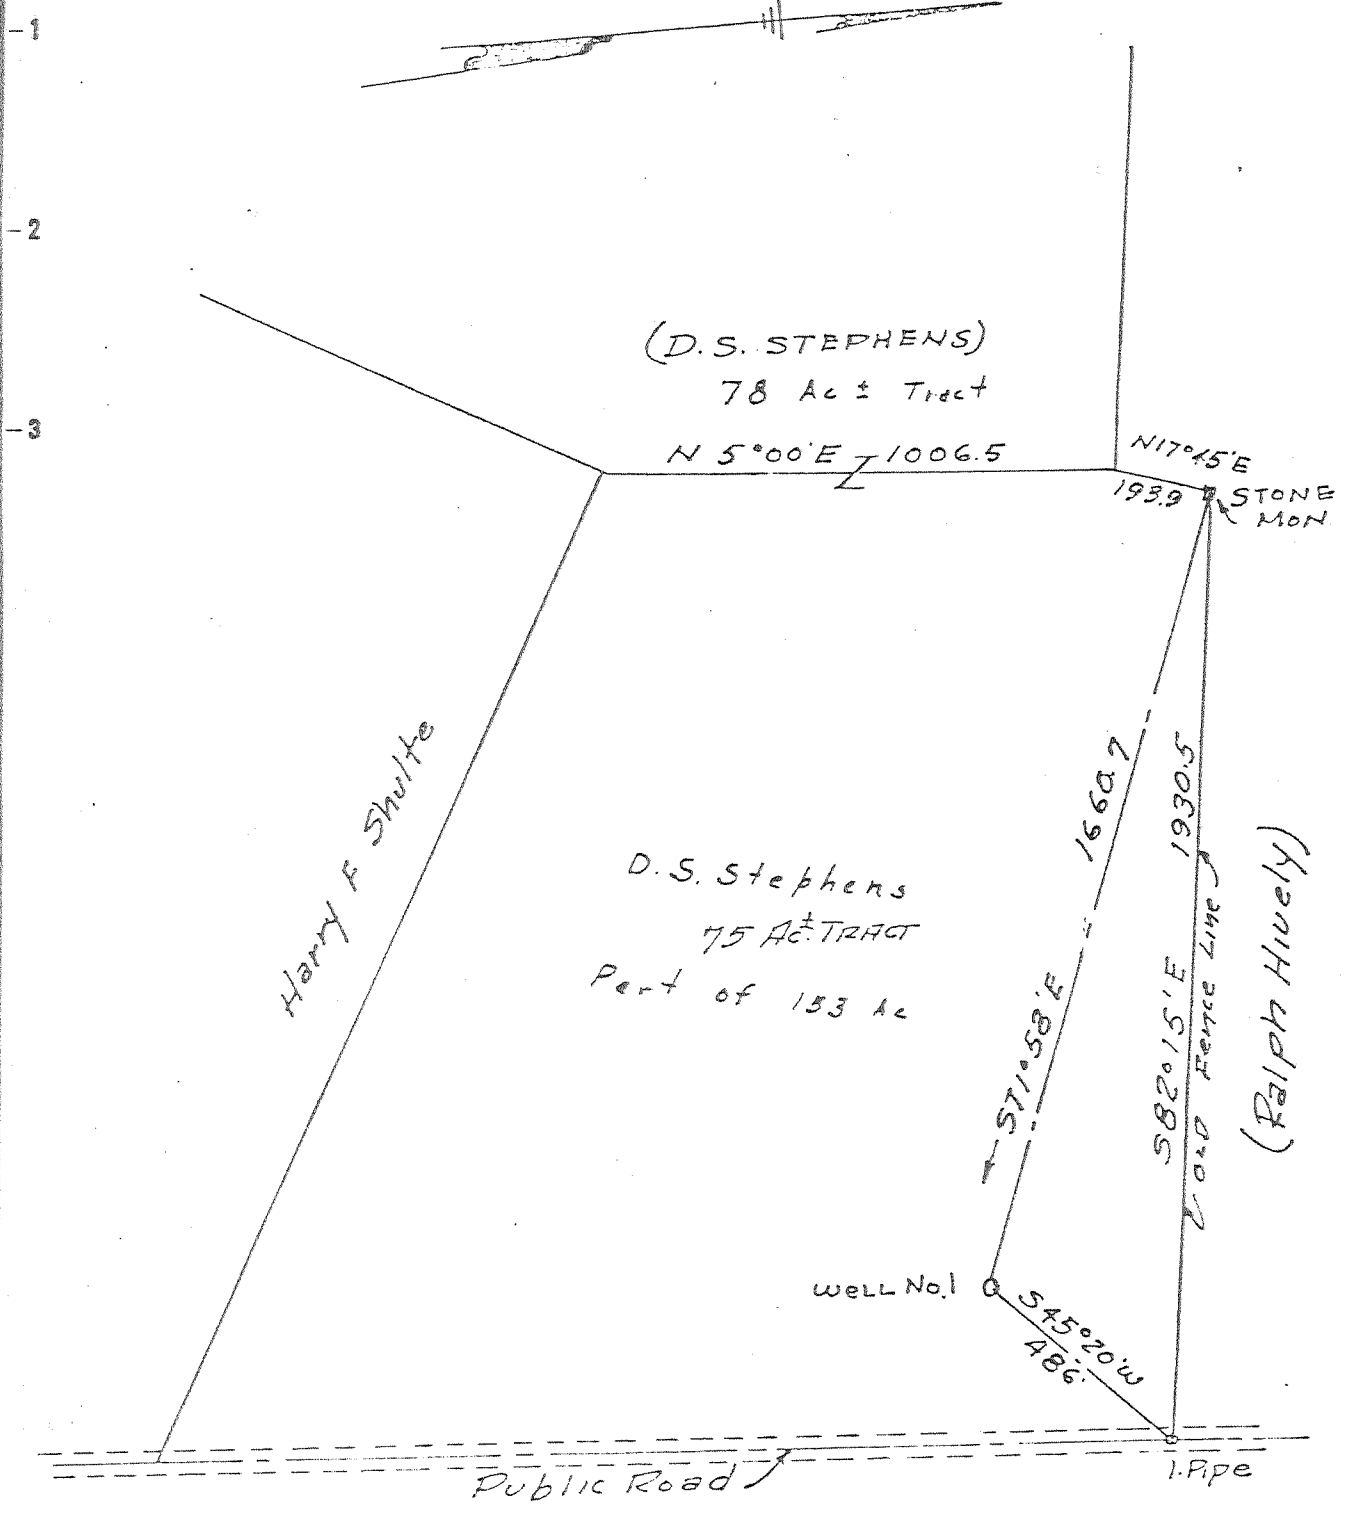 -1
-2
-3
(D.S. STEPHENS)
78 Ac ± Tract
N 5°00'E 1006.5
N17°45'E
193.9
STONE
MON
Harry F Shulte
1660.7
S71°58'E
1930.5
S82°15'E
OLD Fence Line
(Ralph Hively)
D.S. Stephens
75 Ac.± TRACT
Part of 153 Ac
WELL No.1
S45°20'W
486.
Public Road
I.Pipe